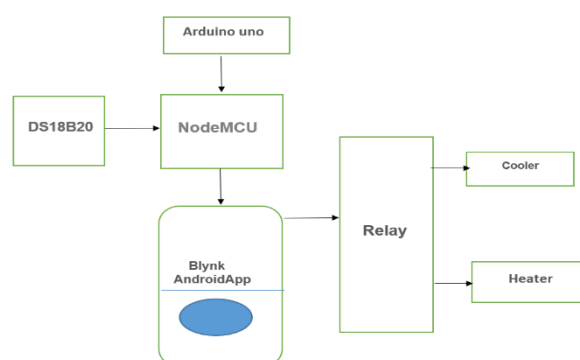 Arduino uno
DS18B20
NodeMCU
Cooler
Relay
Blynk
AndroidApp
Heater